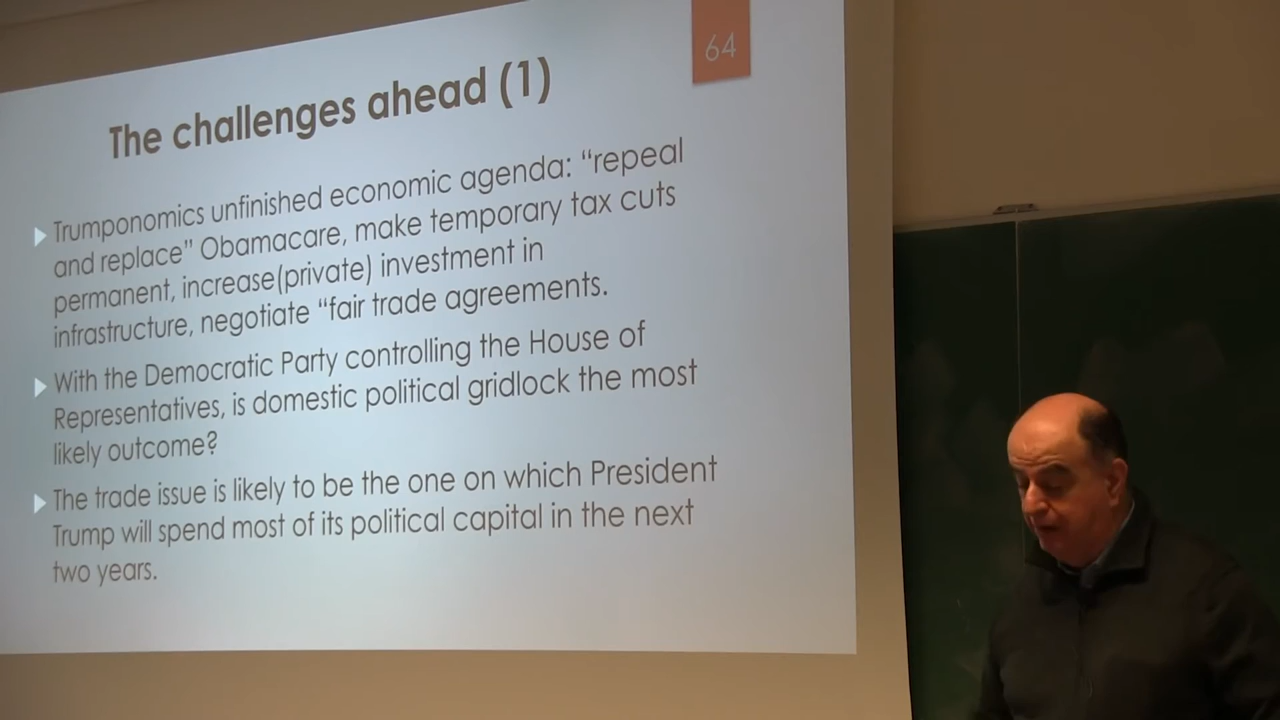 64
The challenges ahead (1)
Trumponomics unfinished economic agenda: “repeal
and replace” Obamacare, make temporary tax cuts
permanent, increase(private) investment in
infrastructure, negotiate “fair trade agreements.
With the Democratic Party controlling the House of
Representatives, is domestic political gridlock the most
likely outcome?
The trade issue is likely to be the one on which President
Trump will spend most of its political capital in the next
two years.